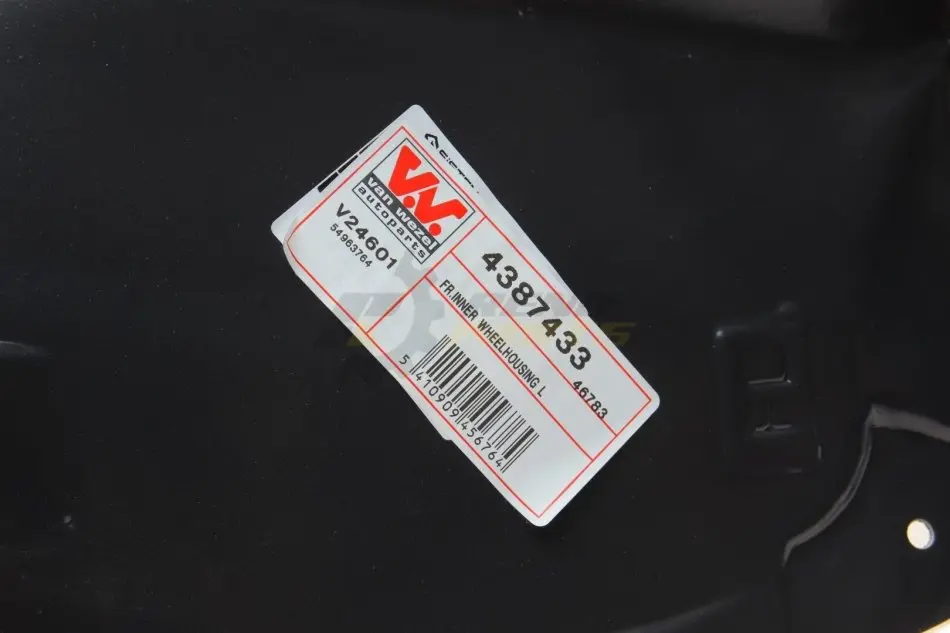 V.W.
van wezel
autoparts
V24601
54963764
4387433
FR.INNER WHEELHOUSING L
46783
5 410909 456764